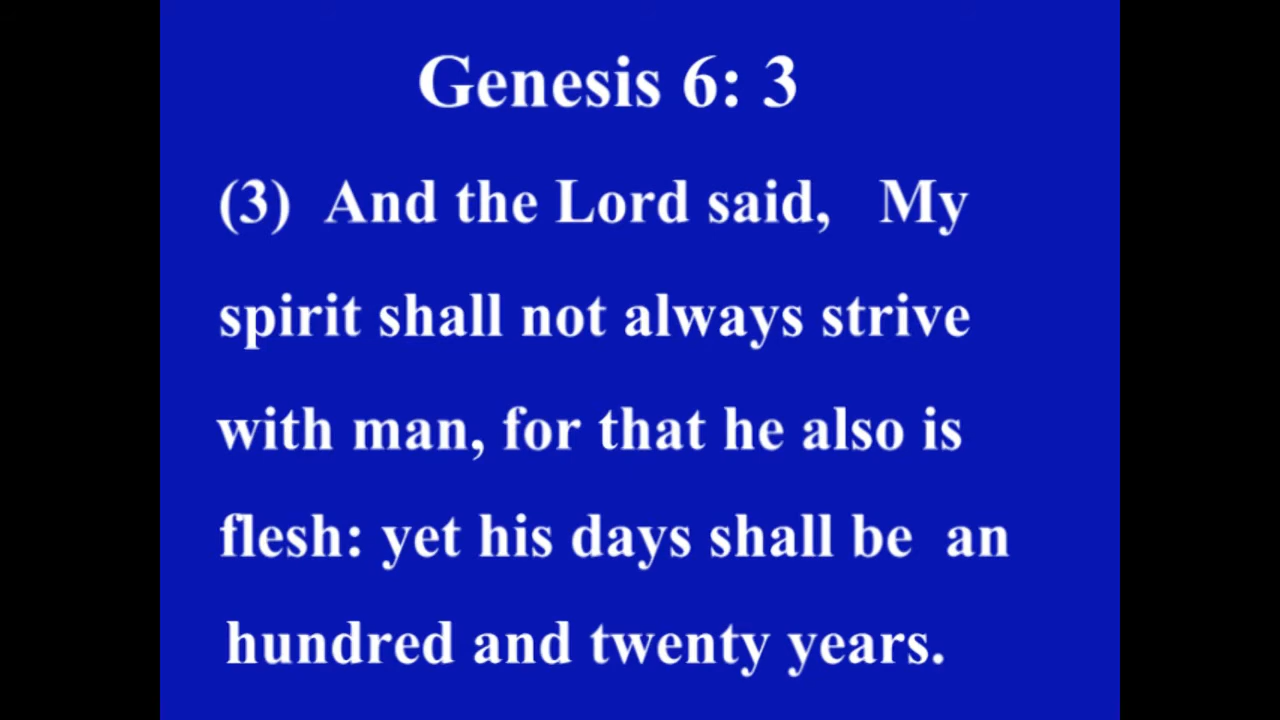 Genesis 6: 3
(3) And the Lord said, My
spirit shall not always strive
with man, for that he also is
flesh: yet his days shall be an
hundred and twenty years.